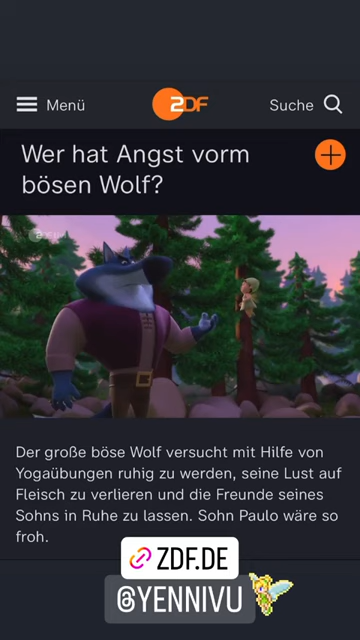 Menü
ZDF
Suche
Wer hat Angst vorm
bösen Wolf?
Der große böse Wolf versucht mit Hilfe von
Yogaübungen ruhig zu werden, seine Lust auf
Fleisch zu verlieren und die Freunde seines
Sohns in Ruhe zu lassen. Sohn Paulo wäre so
froh.
ZDF.DE
@YENNIVU